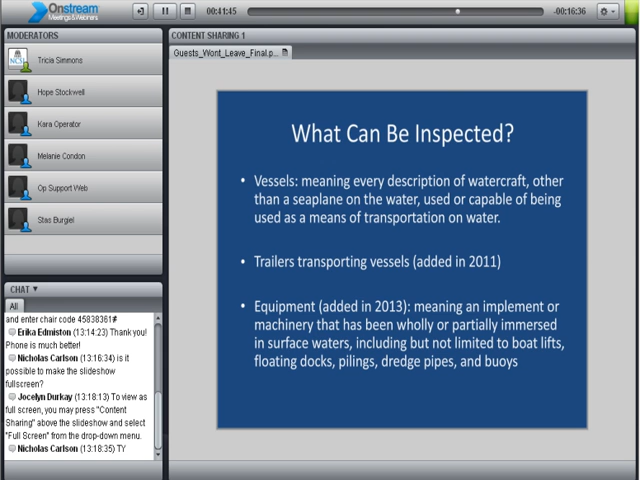 Onstream
Meetings & Webinars
00:41:45
-00:16:36
MODERATORS
CONTENT SHARING 1
Guests_Wont_Leave_Final.p...
NCSL
Tricia Simmons
Hope Stockwell
Kara Operator
Melanie Condon
Op Support Web
Stas Burgiel
What Can Be Inspected?
• Vessels: meaning every description of watercraft, other
than a seaplane on the water, used or capable of being
used as a means of transportation on water.
• Trailers transporting vessels (added in 2011)
• Equipment (added in 2013): meaning an implement or
machinery that has been wholly or partially immersed
in surface waters, including but not limited to boat lifts,
floating docks, pilings, dredge pipes, and buoys
CHAT
All
and enter chair code 45838361#
Erika Edmiston (13:14:23) Thank you!
Phone is much better!
Nicholas Carlson (13:16:34) is it
possible to make the slideshow
fullscreen?
Jocelyn Durkay (13:18:13) To view as
full screen, you may press "Content
Sharing" above the slideshow and select
"Full Screen" from the drop-down menu.
Nicholas Carlson (13:18:35) TY